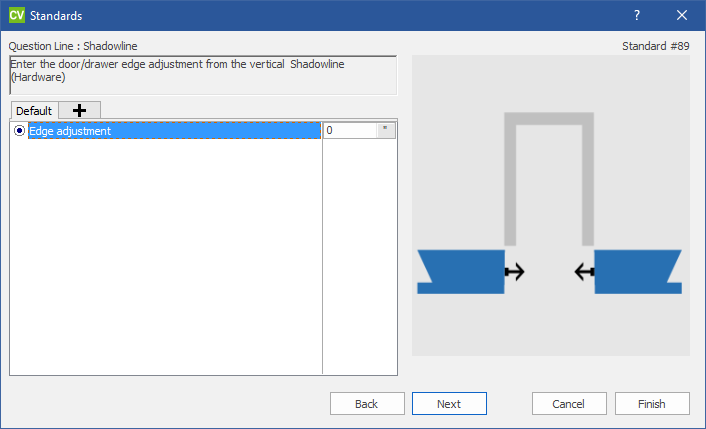 CV Standards ?
Question Line : Shadowline
Standard #89
Enter the door/drawer edge adjustment from the vertical Shadowline
(Hardware)
Default
Edge adjustment 0 "
Back Next Cancel Finish